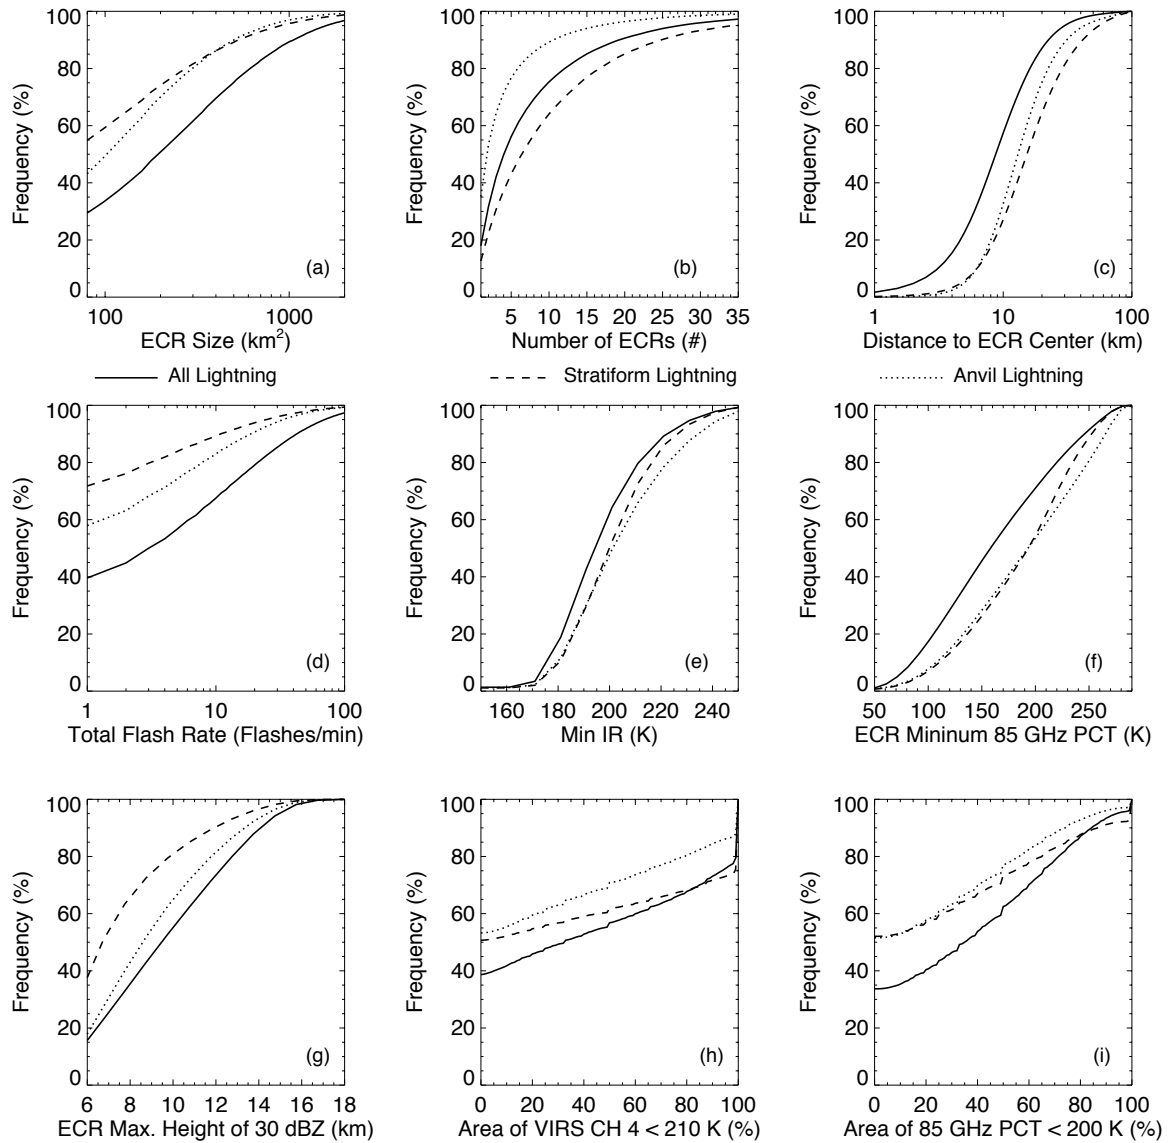 100
80
60
40
20
0
Frequency (%)
(a)
100
1000
ECR Size (km²)
100
80
60
40
20
0
Frequency (%)
(b)
5 10 15 20 25 30 35
Number of ECRs (#)
100
80
60
40
20
0
Frequency (%)
(c)
1 10 100
Distance to ECR Center (km)
All Lightning
Stratiform Lightning
Anvil Lightning
100
80
60
40
20
0
Frequency (%)
(d)
1 10 100
Total Flash Rate (Flashes/min)
100
80
60
40
20
0
Frequency (%)
(e)
160 180 200 220 240
Min IR (K)
100
80
60
40
20
0
Frequency (%)
(f)
50 100 150 200 250
ECR Mininum 85 GHz PCT (K)
100
80
60
40
20
0
Frequency (%)
(g)
6 8 10 12 14 16 18
ECR Max. Height of 30 dBZ (km)
100
80
60
40
20
0
Frequency (%)
(h)
0 20 40 60 80 100
Area of VIRS CH 4 < 210 K (%)
100
80
60
40
20
0
Frequency (%)
(i)
0 20 40 60 80 100
Area of 85 GHz PCT < 200 K (%)